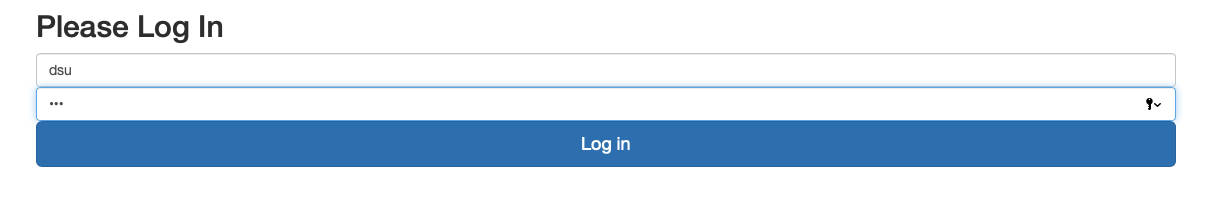 Please Log In
dsu
•••
Log in